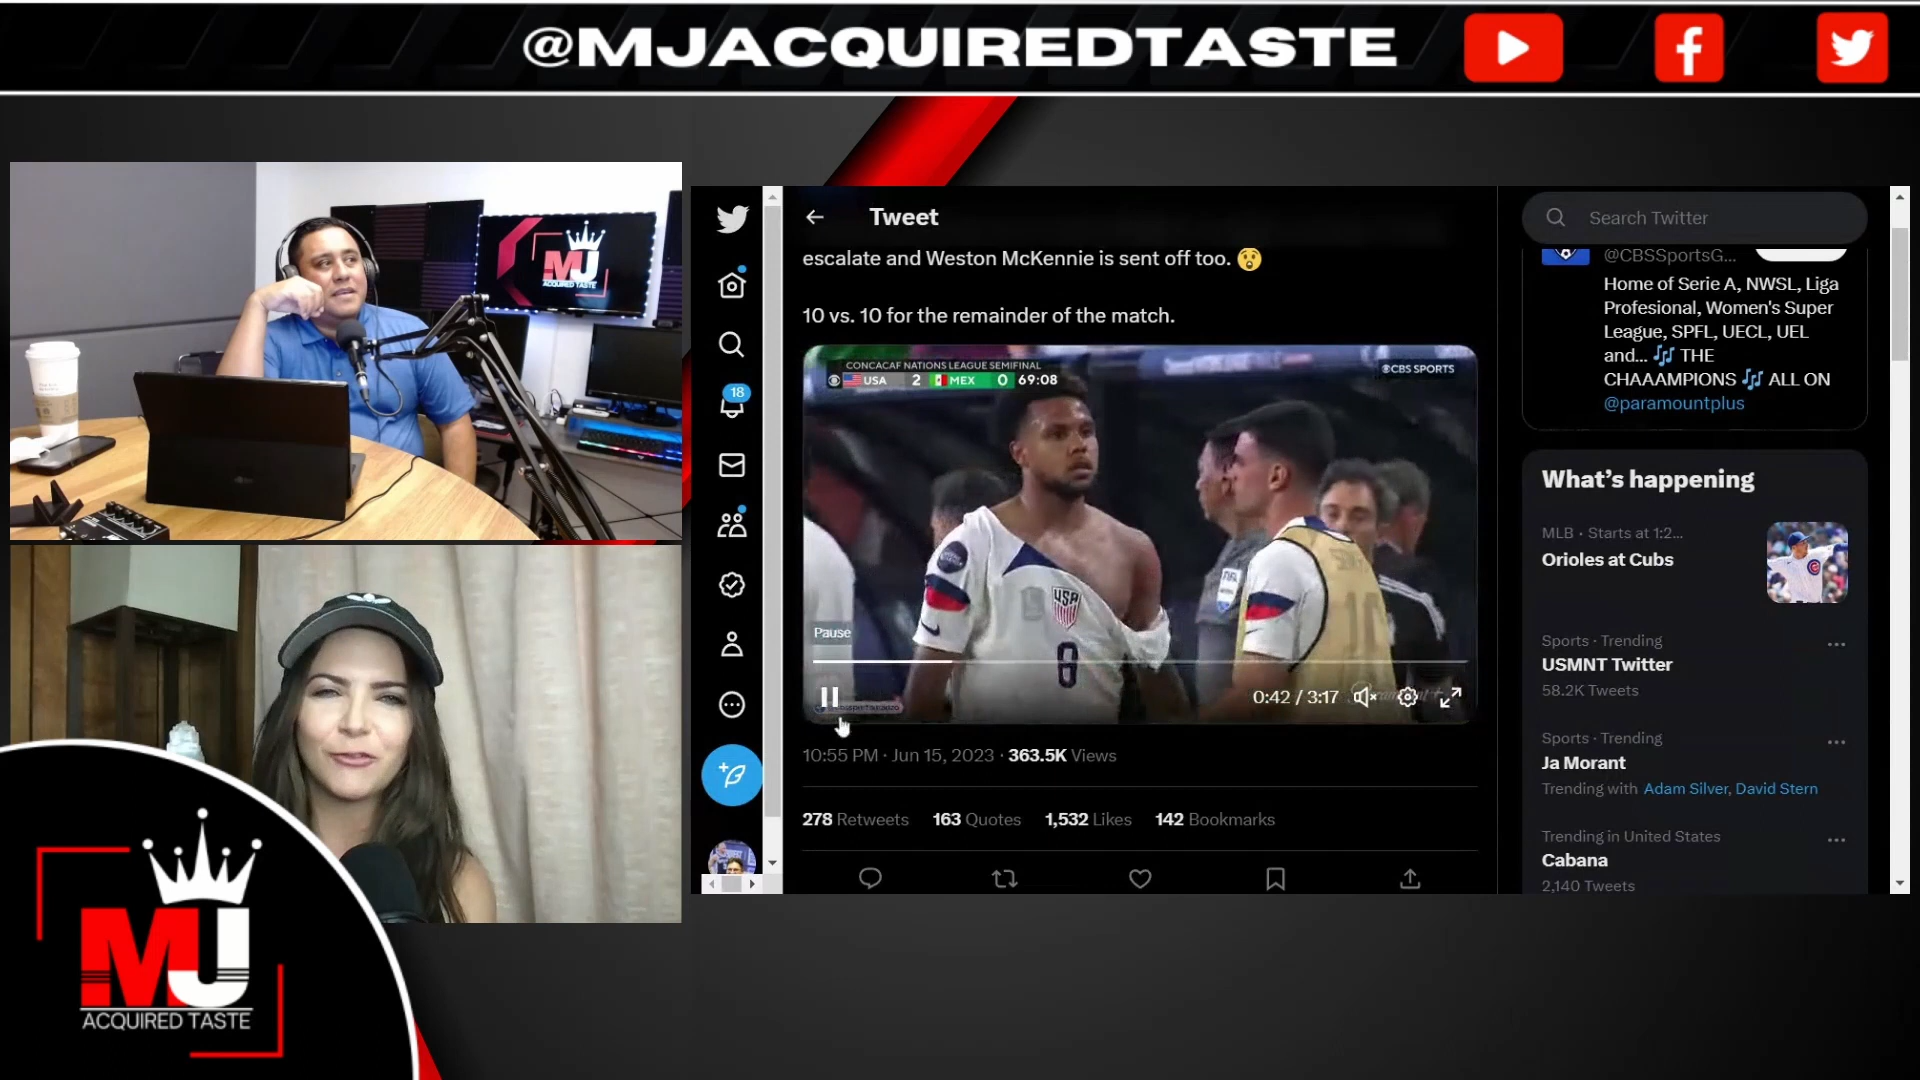 @MJACQUIREDTASTE
MJ
ACQUIRED TASTE
Tweet
escalate and Weston McKennie is sent off too. 😲
10 vs. 10 for the remainder of the match.
CONCACAF NATIONS LEAGUE SEMIFINAL
USA 2 MEX 0 69:08
CBS SPORTS
USA
8
Pause
0:42 / 3:17
10:55 PM · Jun 15, 2023 · 363.5K Views
278 Retweets 163 Quotes 1,532 Likes 142 Bookmarks
18
Search Twitter
@CBSSportsG...
Home of Serie A, NWSL, Liga
Profesional, Women's Super
League, SPFL, UECL, UEL
and... 🎶 THE
CHAAAMPIONS 🎶 ALL ON
@paramountplus
What's happening
MLB · Starts at 1:2...
Orioles at Cubs
Sports · Trending
USMNT Twitter
58.2K Tweets
Sports · Trending
Ja Morant
Trending with Adam Silver, David Stern
Trending in United States
Cabana
2,140 Tweets
MJ
ACQUIRED TASTE